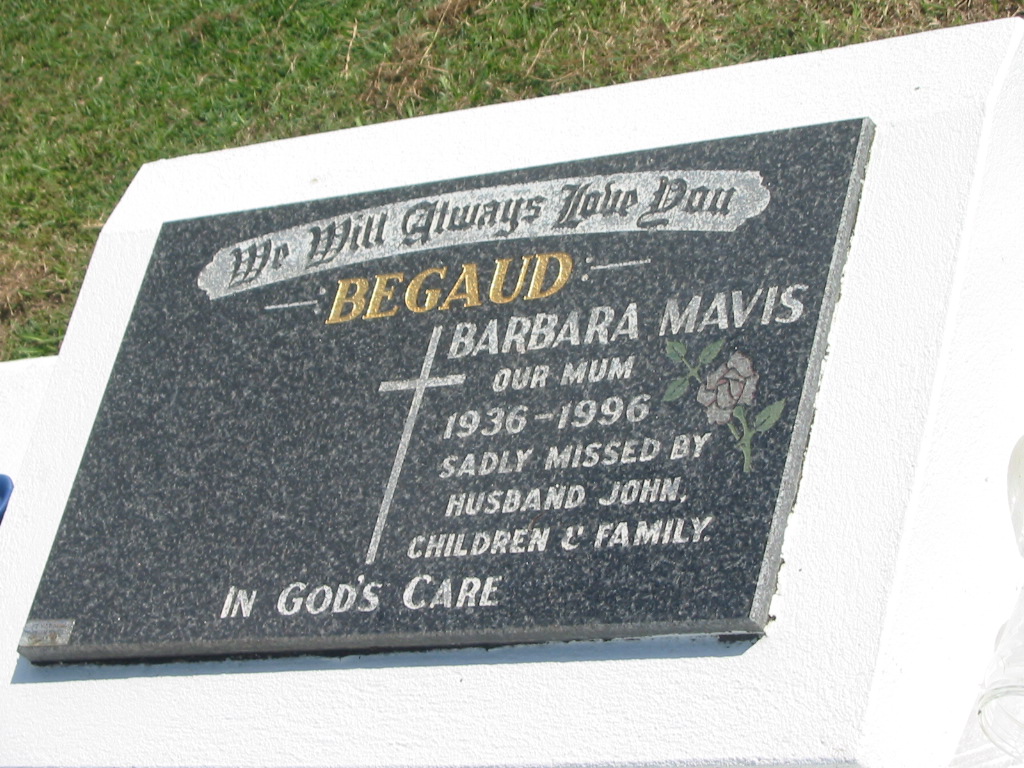 We Will Always Love You
BEGAUD
BARBARA MAVIS
OUR MUM
1936-1996
SADLY MISSED BY
HUSBAND JOHN,
CHILDREN & FAMILY.
IN GOD'S CARE